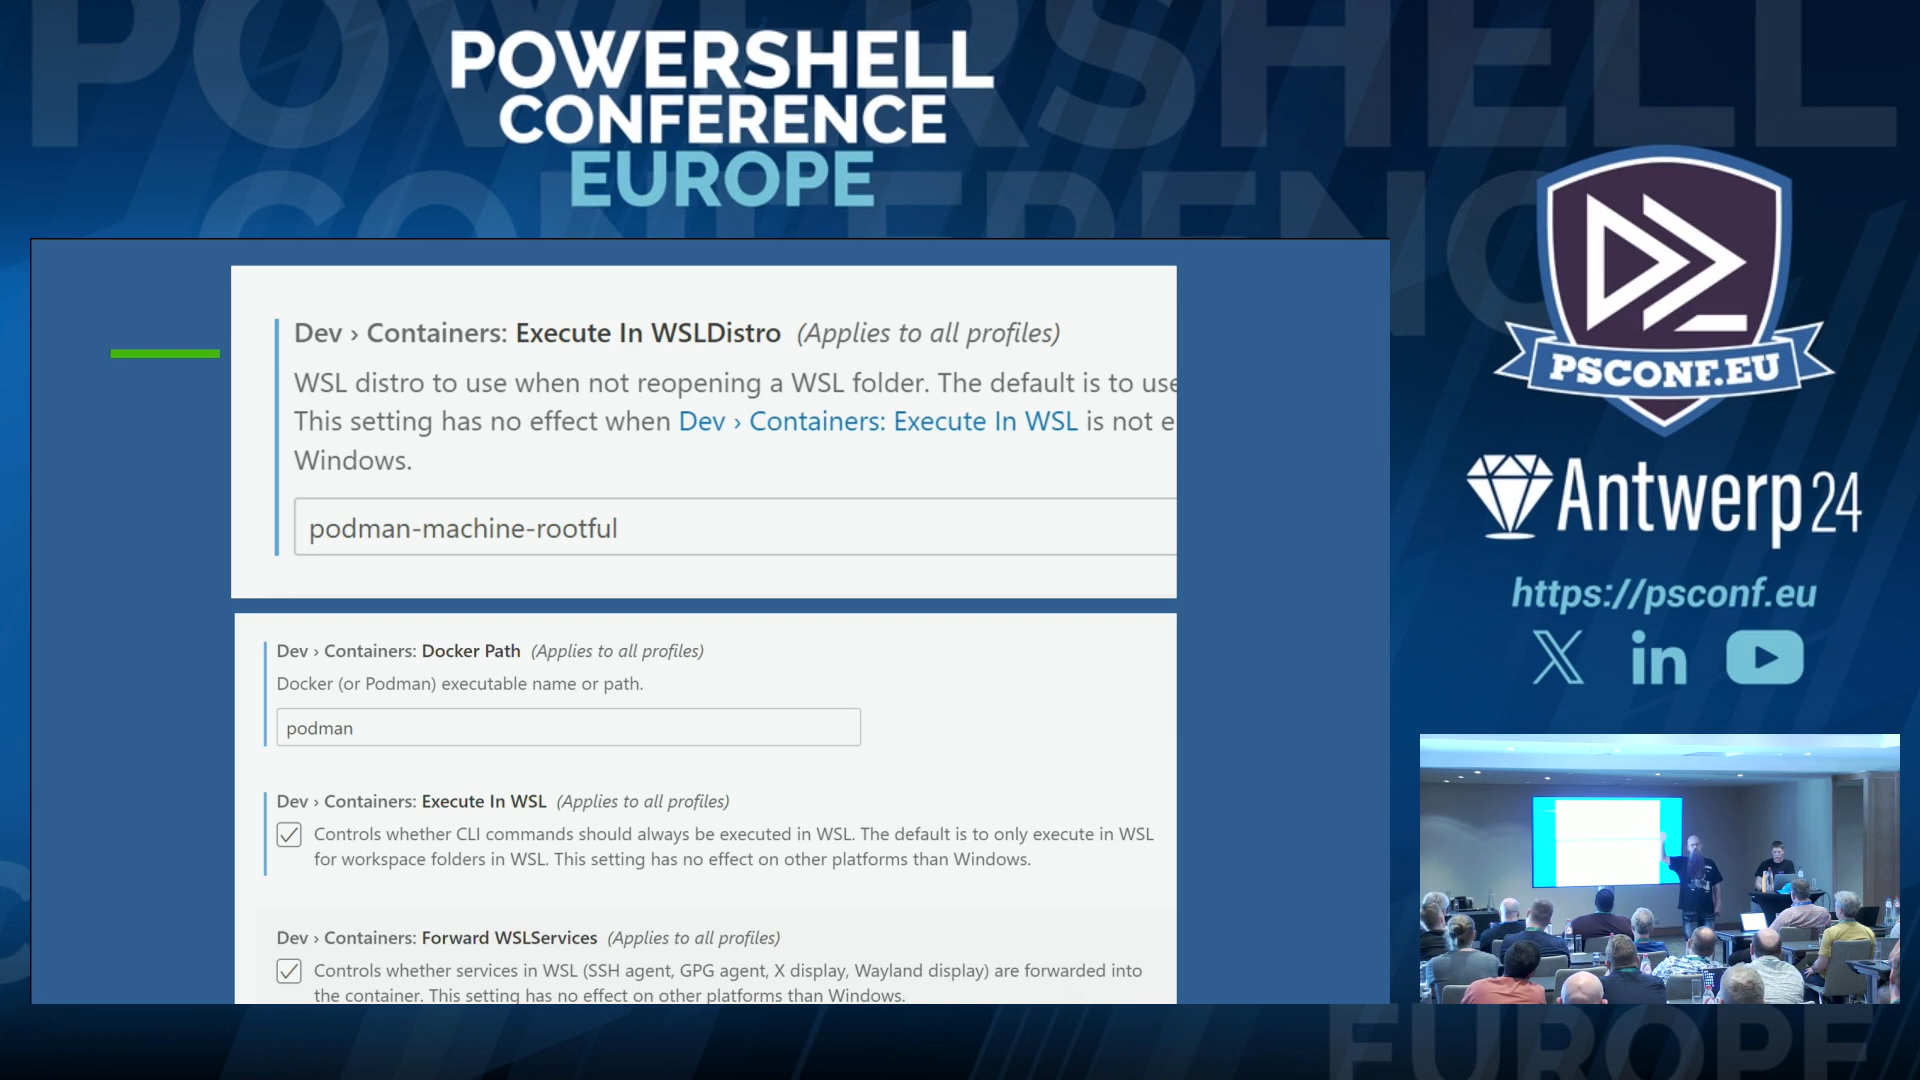 POWERSHELL
CONFERENCE
EUROPE
Dev › Containers: Execute In WSLDistro (Applies to all profiles)
WSL distro to use when not reopening a WSL folder. The default is to use
This setting has no effect when Dev › Containers: Execute In WSL is not e
Windows.
podman-machine-rootful
Dev › Containers: Docker Path (Applies to all profiles)
Docker (or Podman) executable name or path.
podman
Dev › Containers: Execute In WSL (Applies to all profiles)
Controls whether CLI commands should always be executed in WSL. The default is to only execute in WSL
for workspace folders in WSL. This setting has no effect on other platforms than Windows.
Dev › Containers: Forward WSLServices (Applies to all profiles)
Controls whether services in WSL (SSH agent, GPG agent, X display, Wayland display) are forwarded into
the container. This setting has no effect on other platforms than Windows.
PSCONF.EU
Antwerp 24
https://psconf.eu
X in
POWERSHELL
CONFERENC
EUROPE